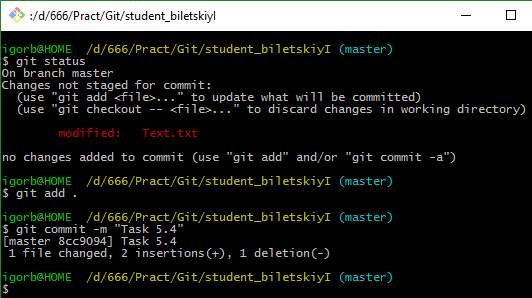 :/d/666/Pract/Git/student_biletskiyI
igorb@HOME /d/666/Pract/Git/student_biletskiyI (master)
$ git status
On branch master
Changes not staged for commit:
  (use "git add <file>..." to update what will be committed)
  (use "git checkout -- <file>..." to discard changes in working directory)
        modified:   Text.txt
no changes added to commit (use "git add" and/or "git commit -a")
igorb@HOME /d/666/Pract/Git/student_biletskiyI (master)
$ git add .
igorb@HOME /d/666/Pract/Git/student_biletskiyI (master)
$ git commit -m "Task 5.4"
[master 8cc9094] Task 5.4
 1 file changed, 2 insertions(+), 1 deletion(-)
igorb@HOME /d/666/Pract/Git/student_biletskiyI (master)
$